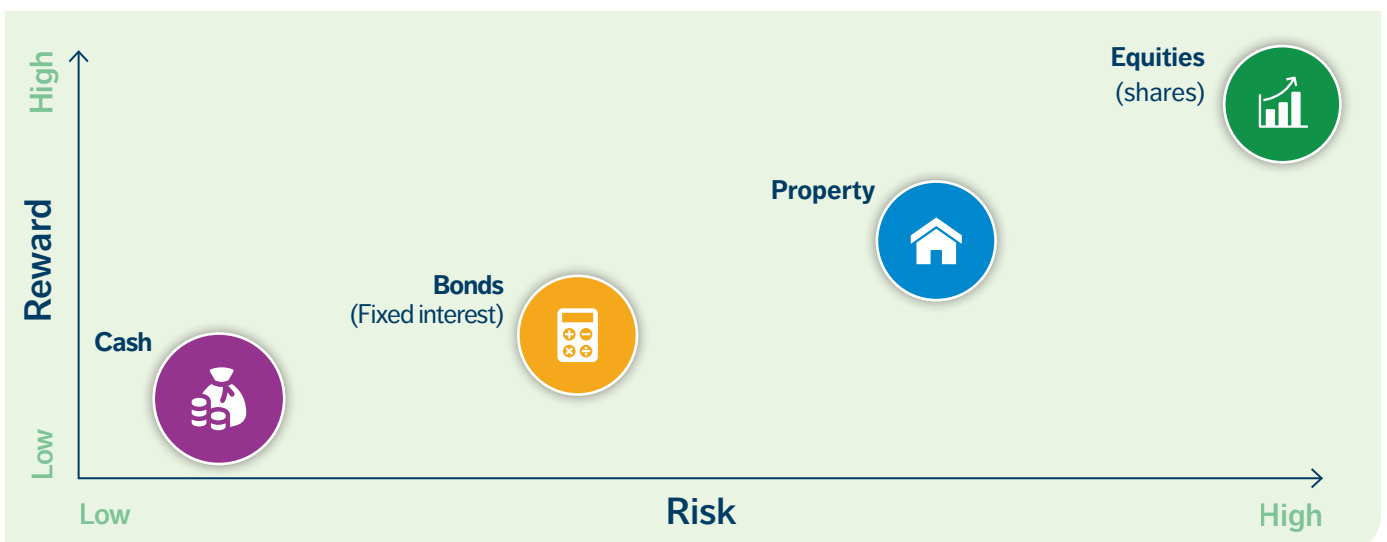 High
Reward
Low
Equities
(shares)
Property
Bonds
(Fixed interest)
Cash
Low
Risk
High